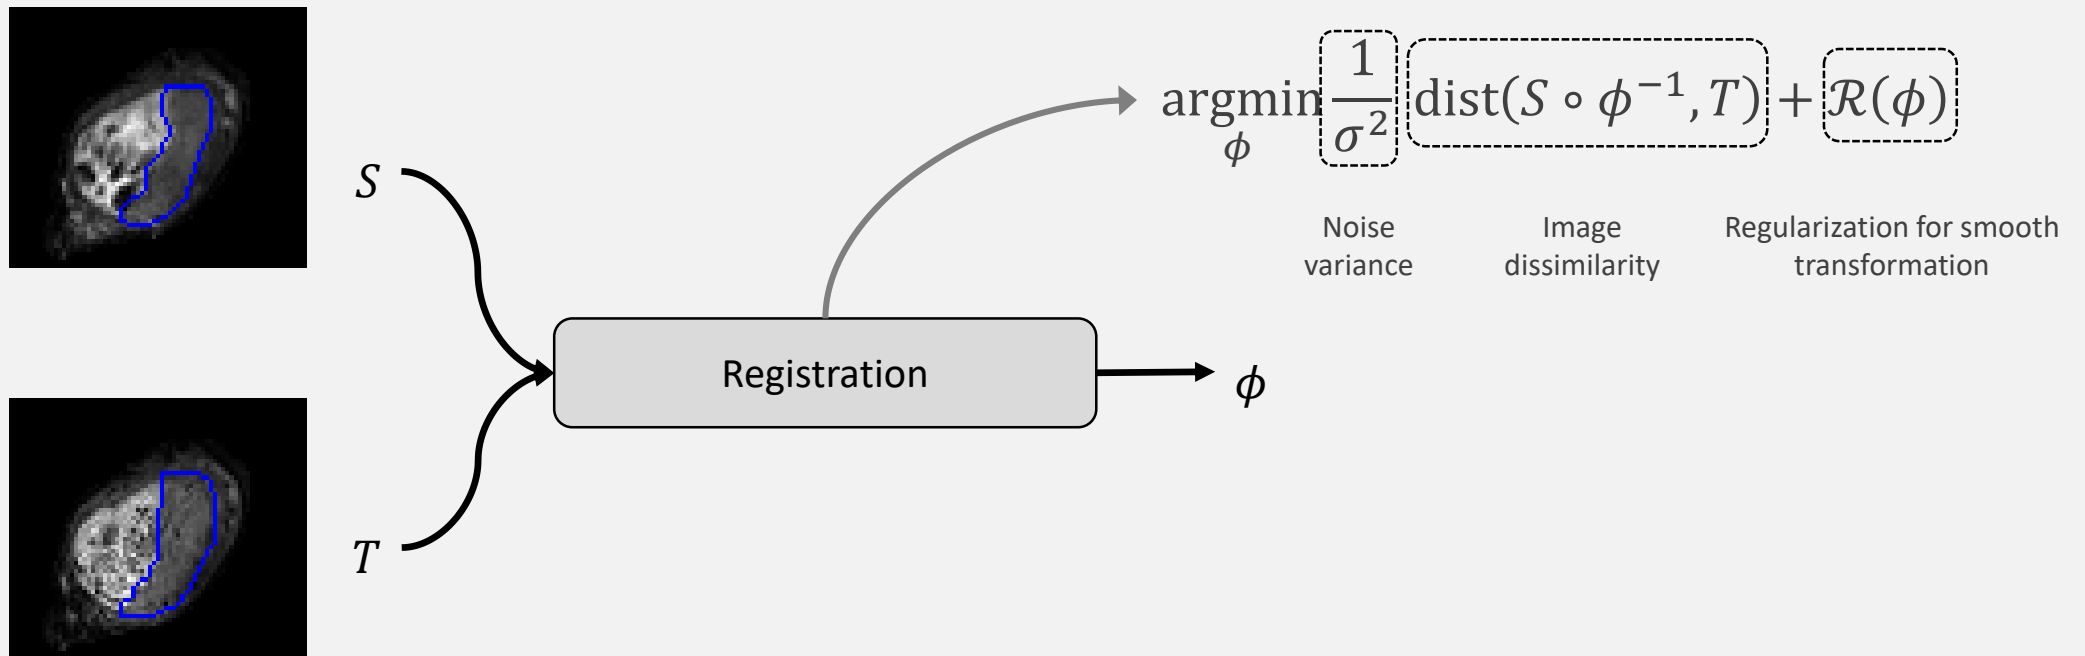 argmin 1/σ² dist(S ∘ ϕ⁻¹, T) + ℛ(ϕ)
ϕ
Noise variance
Image dissimilarity
Regularization for smooth transformation
S
Registration
ϕ
T